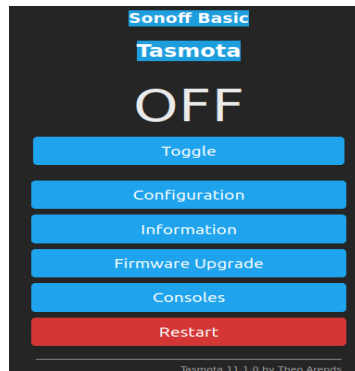 Sonoff Basic
Tasmota
OFF
Toggle
Configuration
Information
Firmware Upgrade
Consoles
Restart
Tasmota 11.1.0 by Theo Arends